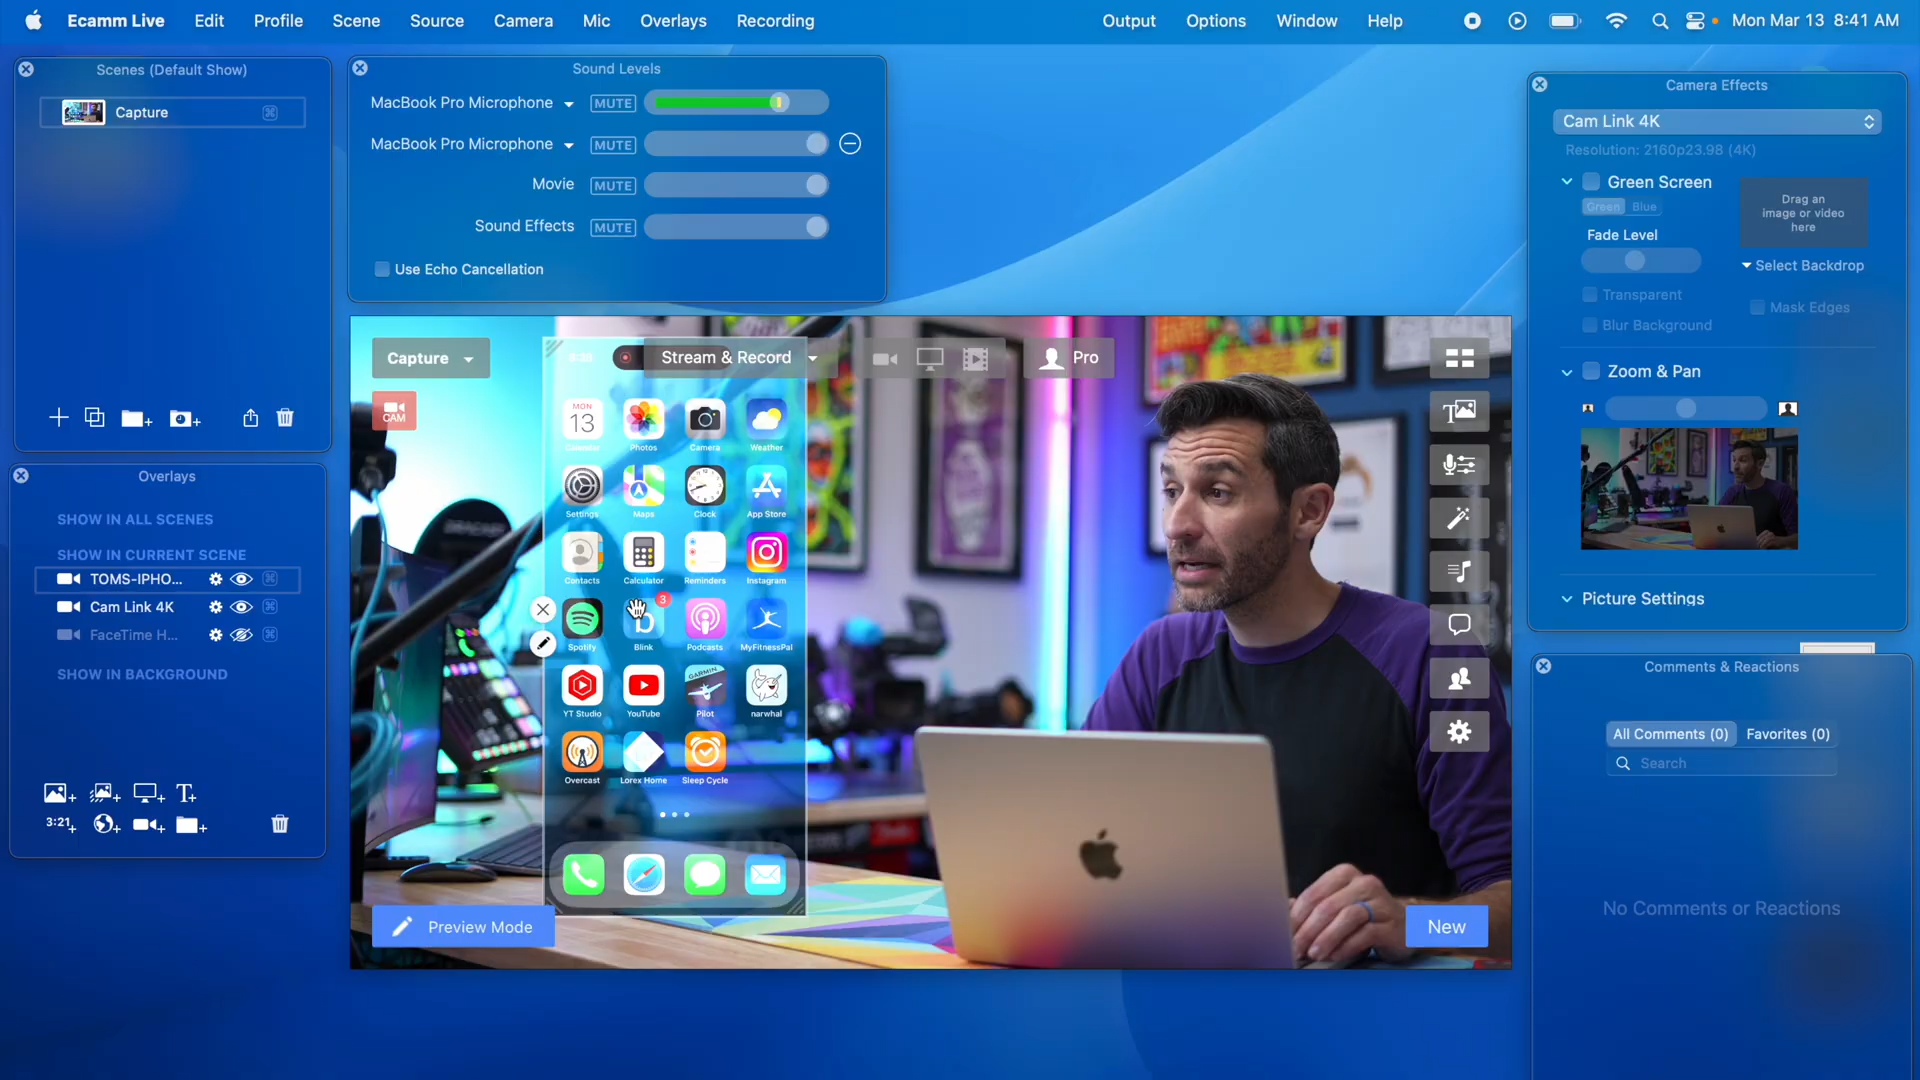 Ecamm Live Edit Profile Scene Source Camera Mic Overlays Recording Output Options Window Help Mon Mar 13 8:41 AM
Scenes (Default Show)
Capture
Sound Levels
MacBook Pro Microphone MUTE
MacBook Pro Microphone MUTE
Movie MUTE
Sound Effects MUTE
Use Echo Cancellation
Camera Effects
Cam Link 4K
Resolution: 2160p23.98 (4K)
Green Screen
Green Blue
Drag an
image or video
here
Fade Level
Select Backdrop
Transparent
Mask Edges
Blur Background
Zoom & Pan
Picture Settings
Overlays
SHOW IN ALL SCENES
SHOW IN CURRENT SCENE
TOMS-IPHO...
Cam Link 4K
FaceTime H...
SHOW IN BACKGROUND
3:21
Capture
Stream & Record
Pro
CAM
MON
13
Calendar Photos Camera Weather
Settings Maps Clock App Store
Contacts Calculator Reminders Instagram
3
Spotify Blink Podcasts MyFitnessPal
GARMIN
YT Studio YouTube Pilot narwhal
Overcast Lorex Home Sleep Cycle
Preview Mode
New
Comments & Reactions
All Comments (0) Favorites (0)
Search
No Comments or Reactions